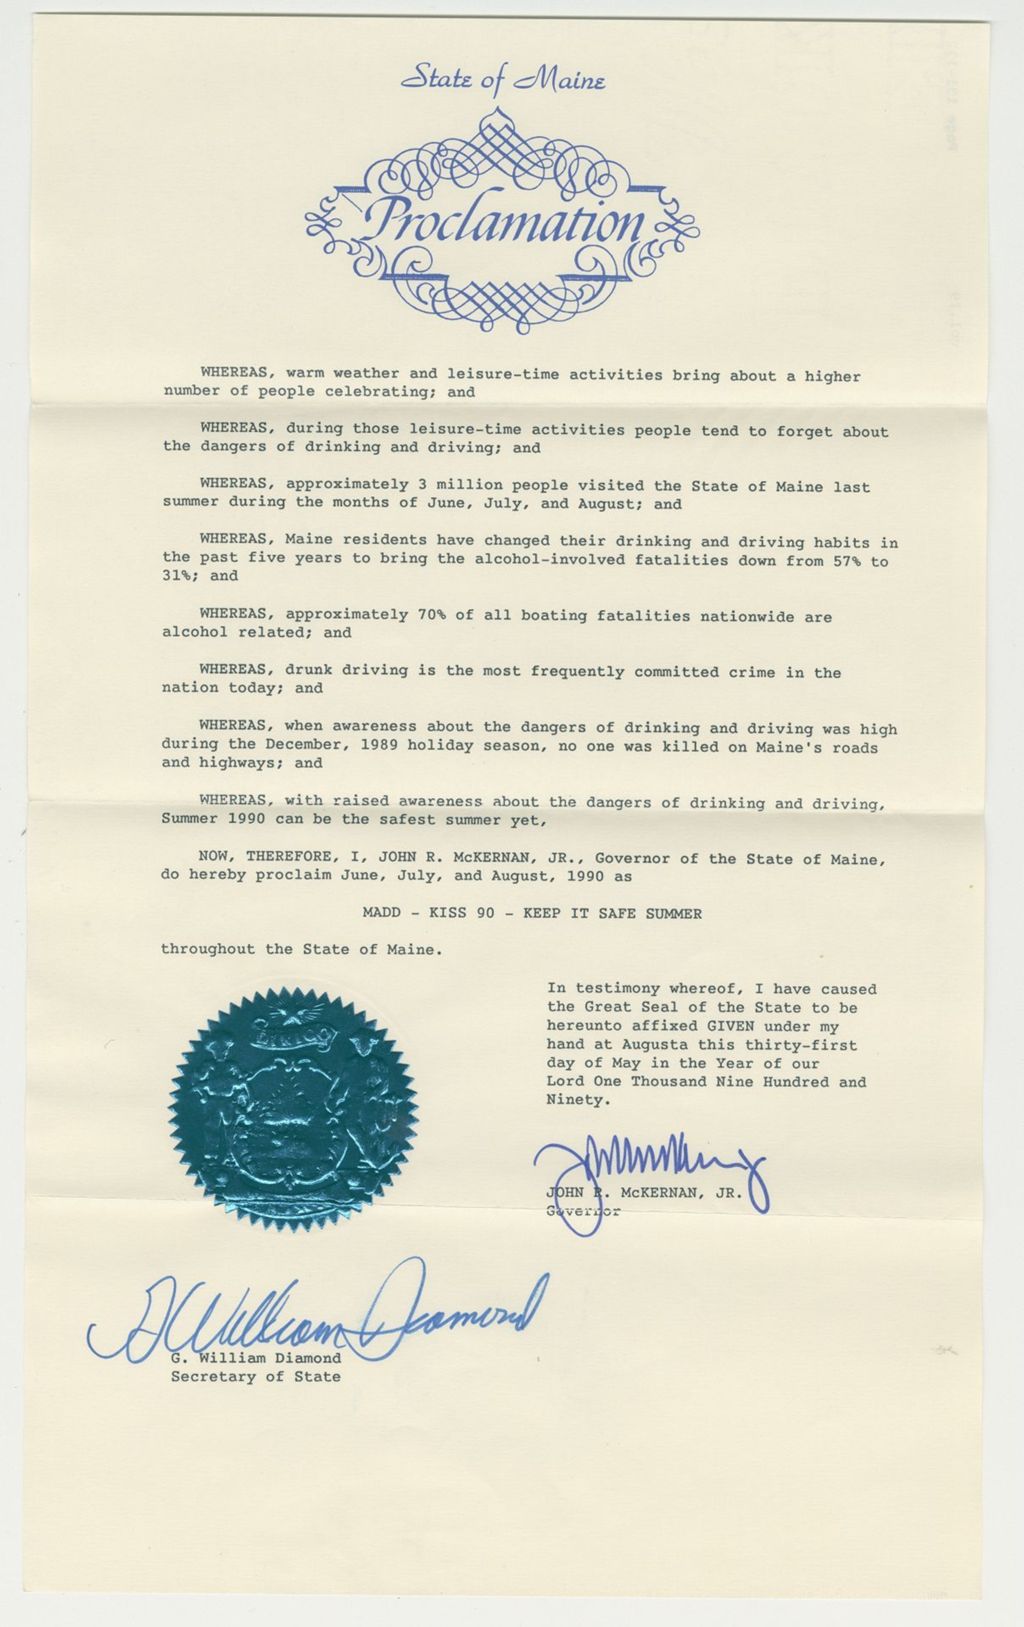 State of Maine
Proclamation
WHEREAS, warm weather and leisure-time activities bring about a higher
number of people celebrating; and
WHEREAS, during those leisure-time activities people tend to forget about
the dangers of drinking and driving; and
WHEREAS, approximately 3 million people visited the State of Maine last
summer during the months of June, July, and August; and
WHEREAS, Maine residents have changed their drinking and driving habits in
the past five years to bring the alcohol-involved fatalities down from 57% to
31%; and
WHEREAS, approximately 70% of all boating fatalities nationwide are
alcohol related; and
WHEREAS, drunk driving is the most frequently committed crime in the
nation today; and
WHEREAS, when awareness about the dangers of drinking and driving was high
during the December, 1989 holiday season, no one was killed on Maine's roads
and highways; and
WHEREAS, with raised awareness about the dangers of drinking and driving,
Summer 1990 can be the safest summer yet,
NOW, THEREFORE, I, JOHN R. McKERNAN, JR., Governor of the State of Maine,
do hereby proclaim June, July, and August, 1990 as
MADD - KISS 90 - KEEP IT SAFE SUMMER
throughout the State of Maine.
In testimony whereof, I have caused
the Great Seal of the State to be
hereunto affixed GIVEN under my
hand at Augusta this thirty-first
day of May in the Year of our
Lord One Thousand Nine Hundred and
Ninety.
JOHN R. McKERNAN, JR.
Governor
G William Diamond
G. William Diamond
Secretary of State